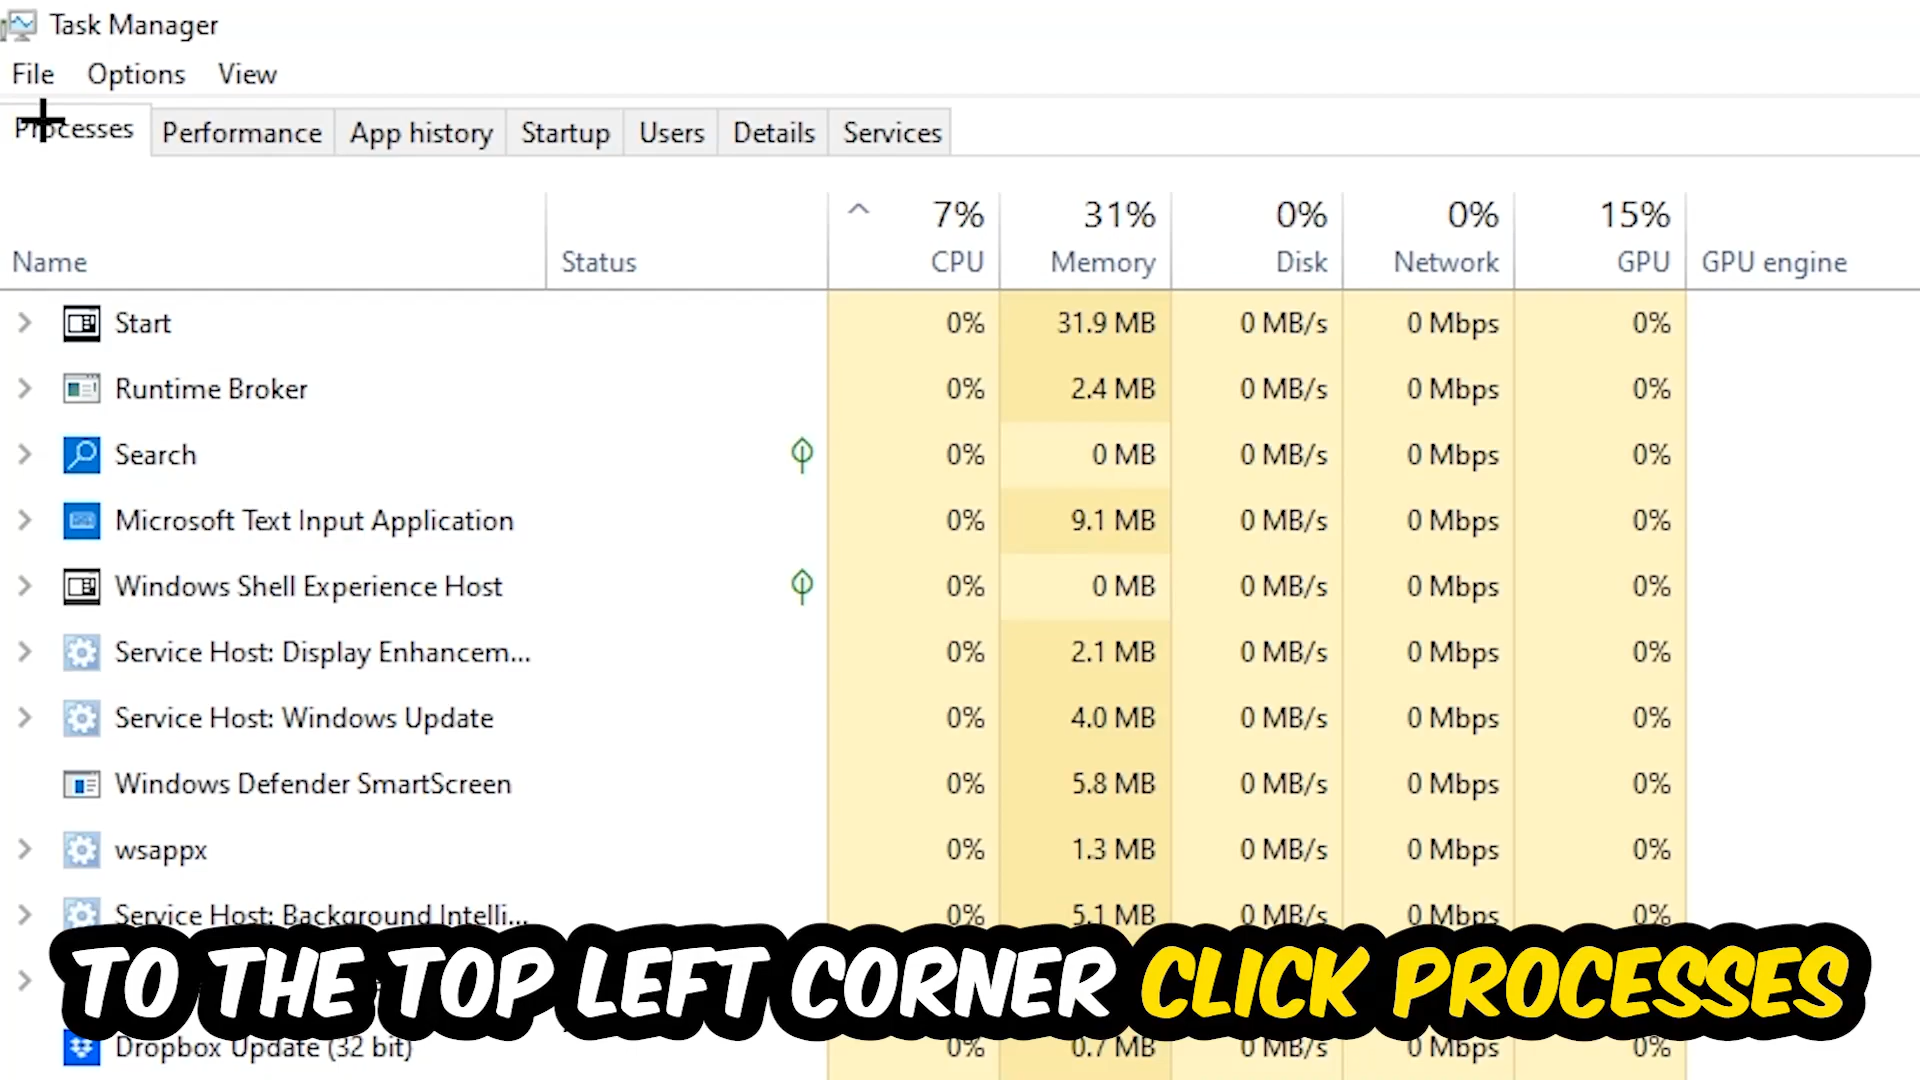 Task Manager
File Options View
Processes Performance App history Startup Users Details Services
7% 31% 0% 0% 15%
Name Status CPU Memory Disk Network GPU GPU engine
Start 0% 31.9 MB 0 MB/s 0 Mbps 0%
Runtime Broker 0% 2.4 MB 0 MB/s 0 Mbps 0%
Search 0% 0 MB 0 MB/s 0 Mbps 0%
Microsoft Text Input Application 0% 9.1 MB 0 MB/s 0 Mbps 0%
Windows Shell Experience Host 0% 0 MB 0 MB/s 0 Mbps 0%
Service Host: Display Enhancem... 0% 2.1 MB 0 MB/s 0 Mbps 0%
Service Host: Windows Update 0% 4.0 MB 0 MB/s 0 Mbps 0%
Windows Defender SmartScreen 0% 5.8 MB 0 MB/s 0 Mbps 0%
wsappx 0% 1.3 MB 0 MB/s 0 Mbps 0%
Service Host: Background Intelli... 0% 5.1 MB 0 MB/s 0 Mbps 0%
TO THE TOP LEFT CORNER CLICK PROCESSES
Dropbox Update (32 bit) 0% 0.7 MB 0 MB/s 0 Mbps 0%